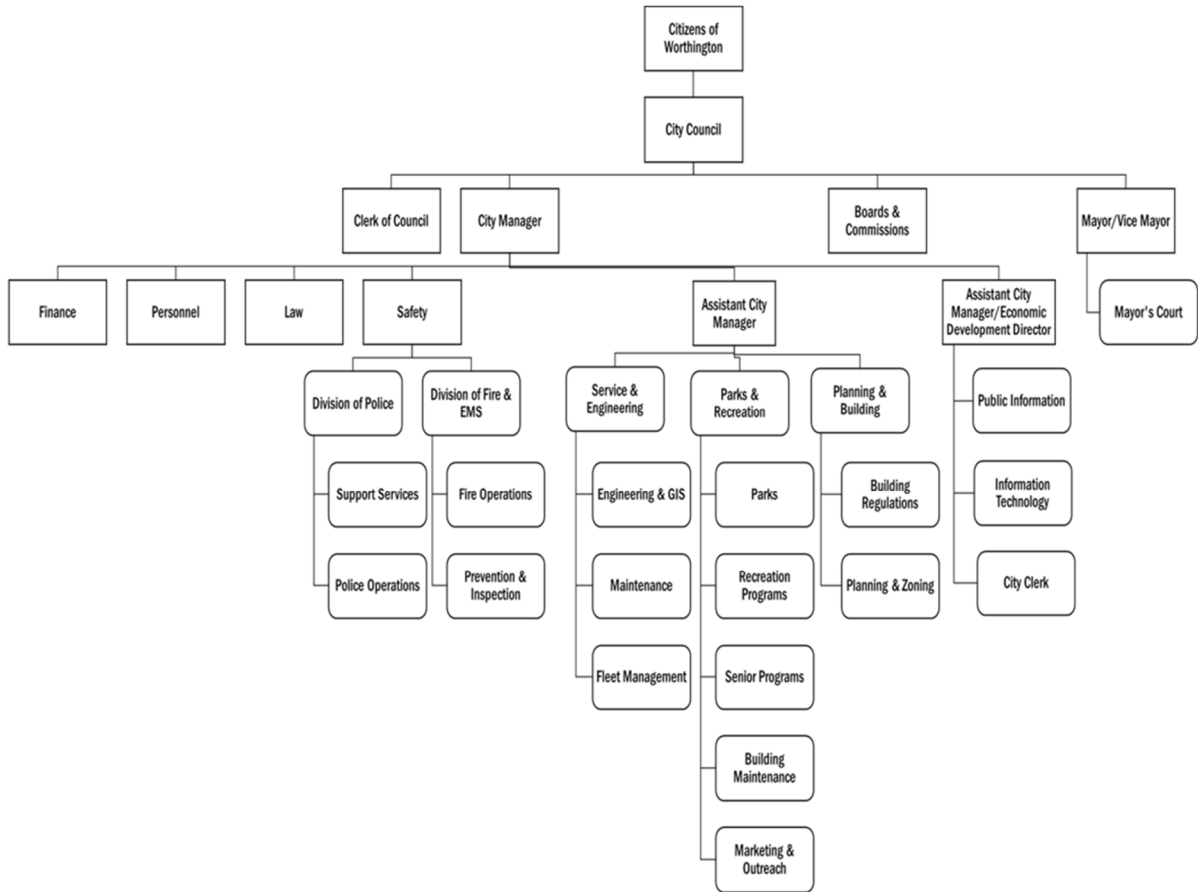 Citizens of
Worthington
City Council
Clerk of Council
City Manager
Boards &
Commissions
Mayor/Vice Mayor
Finance
Personnel
Law
Safety
Assistant City
Manager
Assistant City
Manager/Economic
Development Director
Mayor's Court
Division of Police
Division of Fire &
EMS
Service &
Engineering
Parks &
Recreation
Planning &
Building
Public Information
Support Services
Fire Operations
Engineering & GIS
Parks
Building
Regulations
Information
Technology
Police Operations
Prevention &
Inspection
Maintenance
Recreation
Programs
Planning & Zoning
City Clerk
Fleet Management
Senior Programs
Building
Maintenance
Marketing &
Outreach